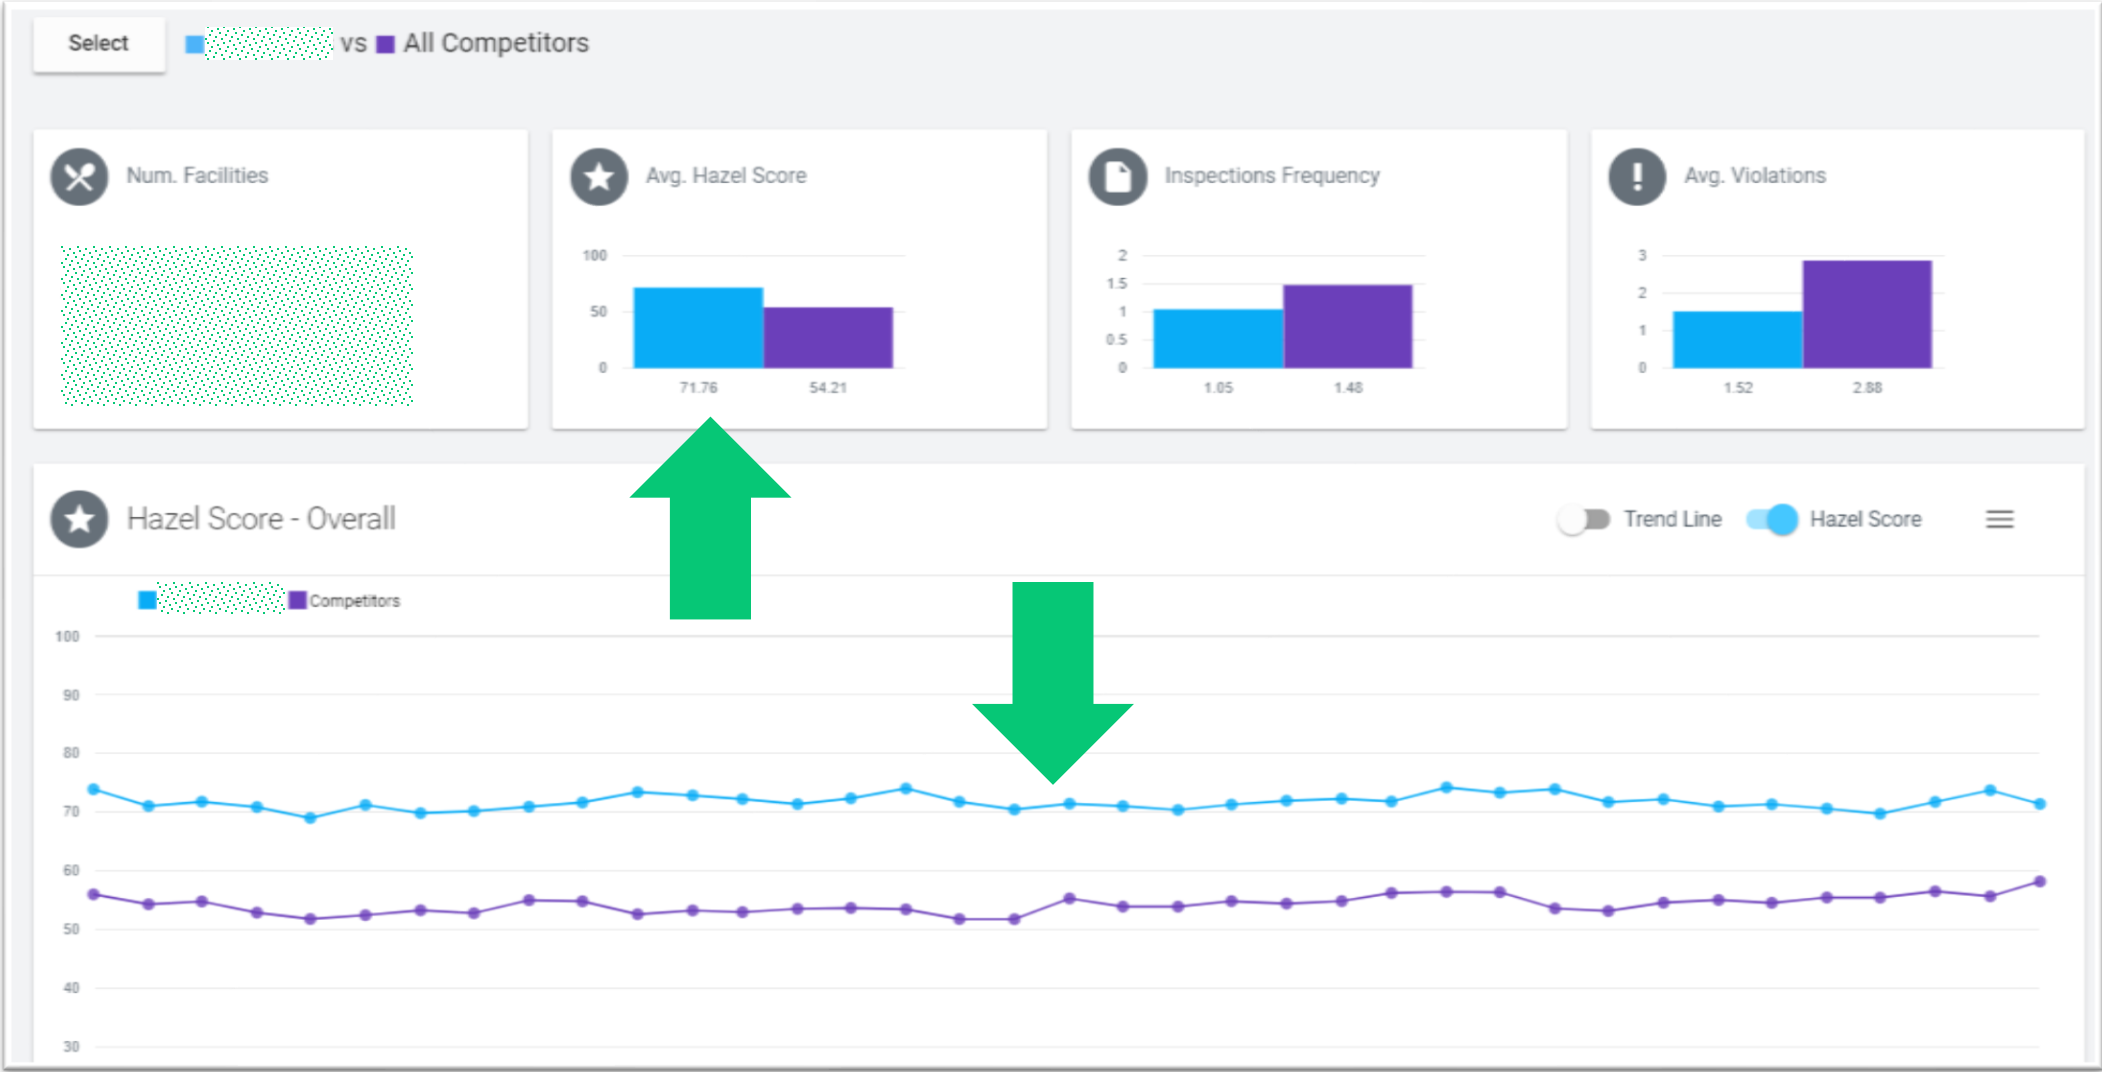 Select
vs All Competitors
Num. Facilities
Avg. Hazel Score
100
50
0
71.76 54.21
Inspections Frequency
2
1.5
1
0.5
0
1.05 1.48
Avg. Violations
3
2
1
0
1.52 2.88
Hazel Score - Overall
Trend Line Hazel Score
Competitors
100
90
80
70
60
50
40
30